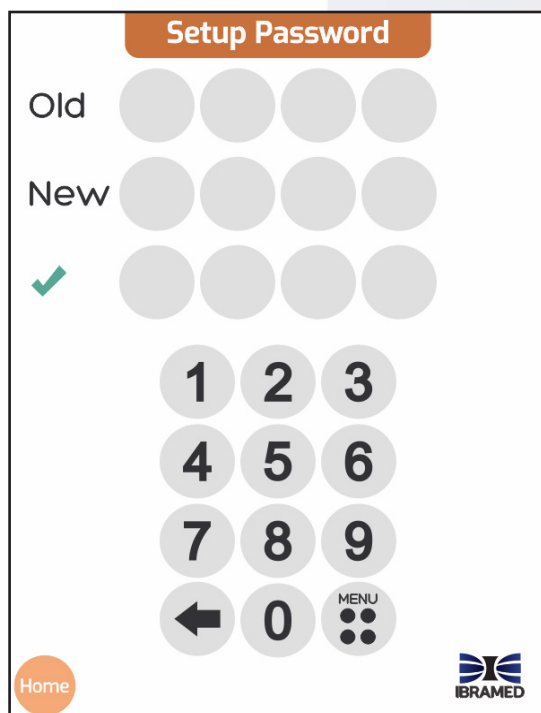 Setup Password
Old
New
1 2 3
4 5 6
7 8 9
0 MENU
Home
IBRAMED